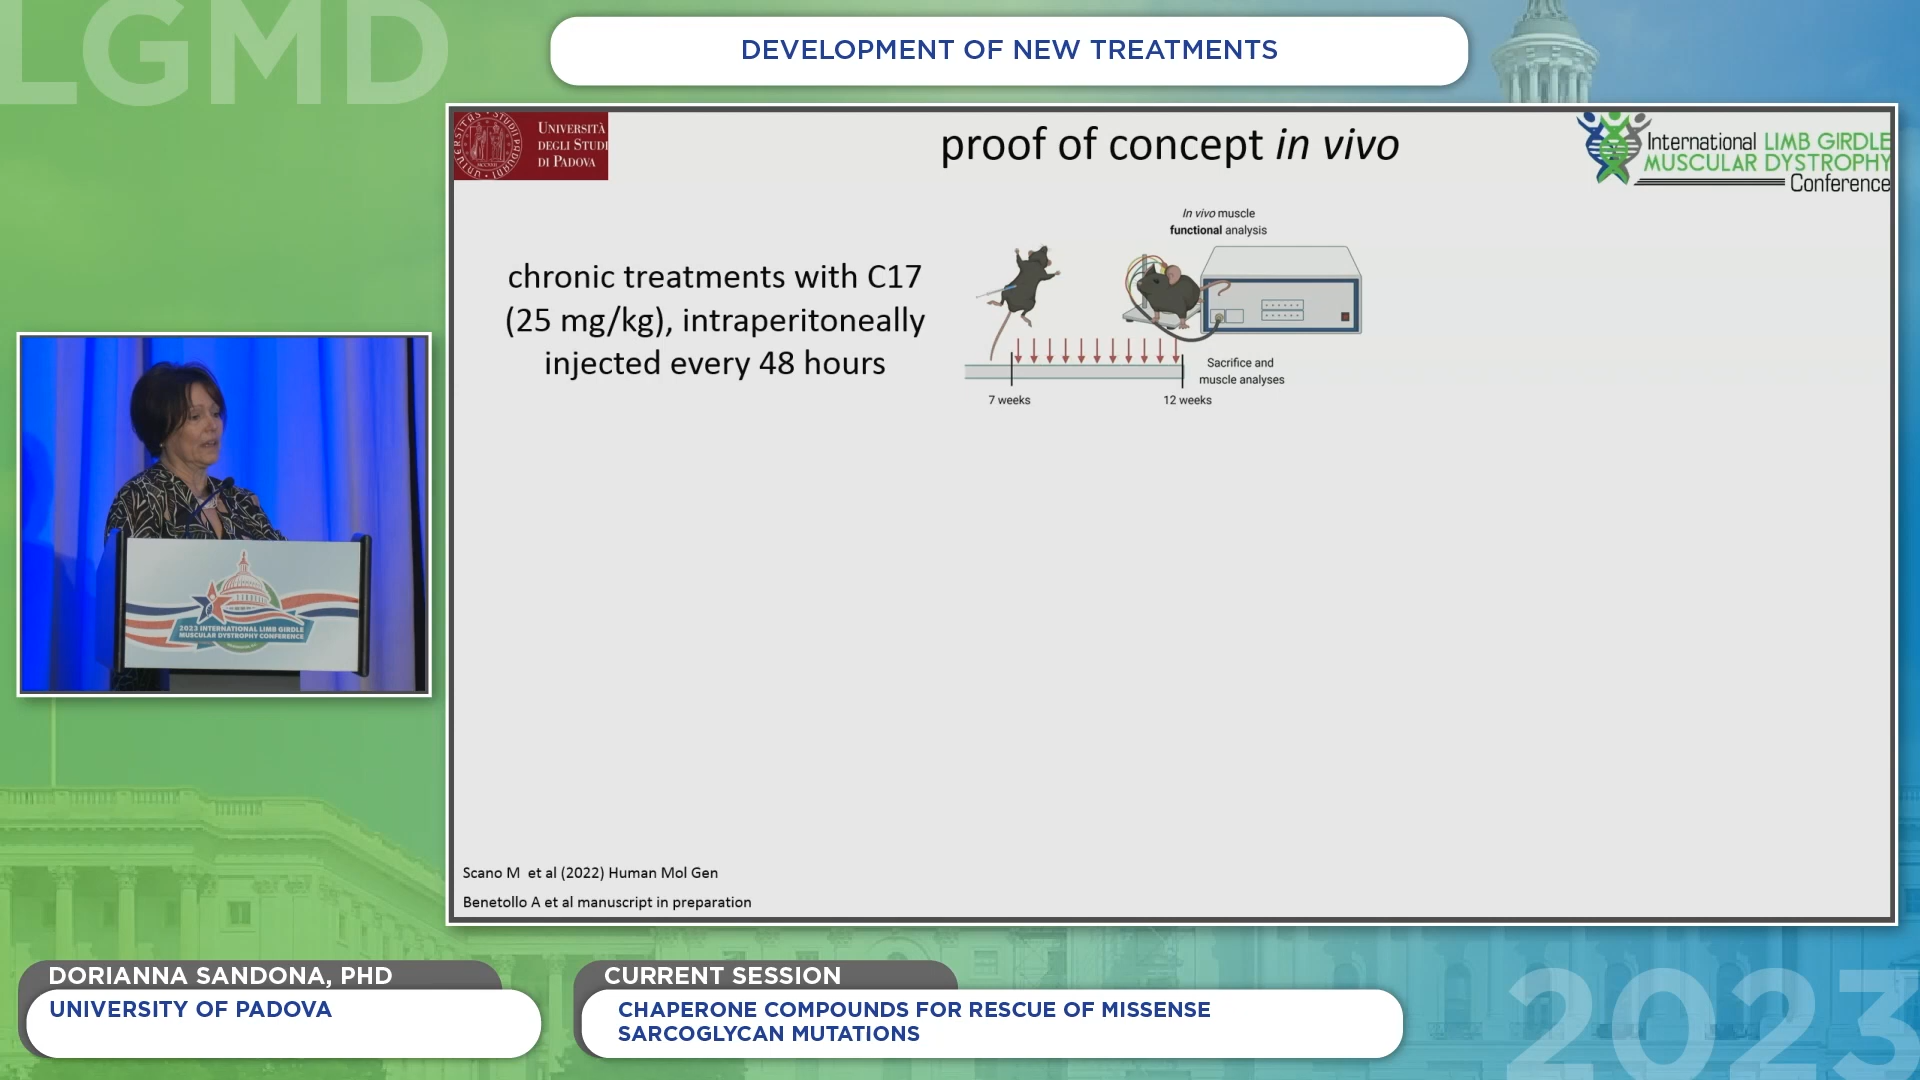 LGMD
DEVELOPMENT OF NEW TREATMENTS
UNIVERSITÀ
DEGLI STUDI
DI PADOVA
proof of concept in vivo
International LIMB GIRDLE
MUSCULAR DYSTROPHY
Conference
In vivo muscle
functional analysis
chronic treatments with C17
(25 mg/kg), intraperitoneally
injected every 48 hours
Sacrifice and
muscle analyses
7 weeks
12 weeks
2023 INTERNATIONAL LIMB GIRDLE
MUSCULAR DYSTROPHY CONFERENCE
Scano M et al (2022) Human Mol Gen
Benetollo A et al manuscript in preparation
DORIANNA SANDONA, PHD
UNIVERSITY OF PADOVA
CURRENT SESSION
CHAPERONE COMPOUNDS FOR RESCUE OF MISSENSE
SARCOGLYCAN MUTATIONS
2023